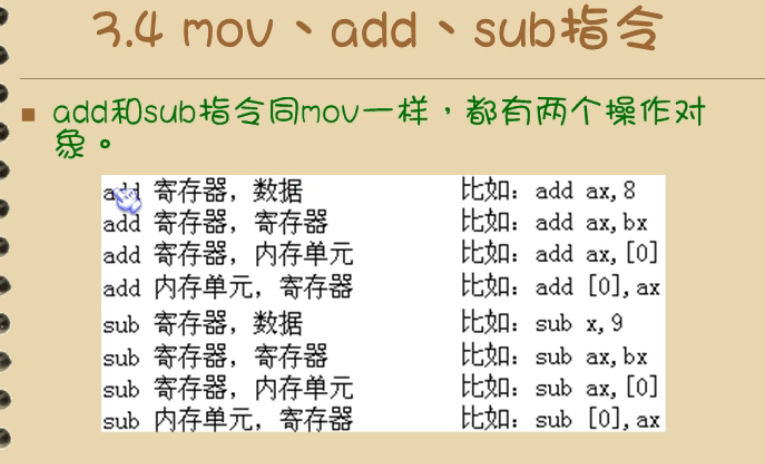 3.4 mov、add、sub指令
add和sub指令同mov一样，都有两个操作对
象。
add 寄存器，数据 比如：add ax,8
add 寄存器，寄存器 比如：add ax,bx
add 寄存器，内存单元 比如：add ax,[0]
add 内存单元，寄存器 比如：add [0],ax
sub 寄存器，数据 比如：sub x,9
sub 寄存器，寄存器 比如：sub ax,bx
sub 寄存器，内存单元 比如：sub ax,[0]
sub 内存单元，寄存器 比如：sub [0],ax